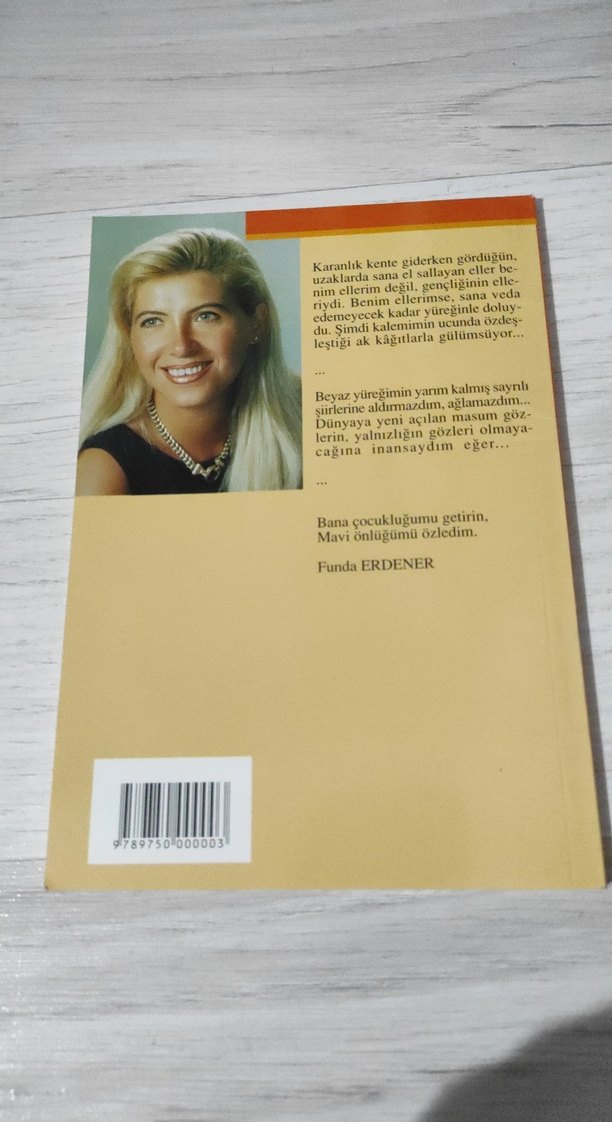 Karanlık kente giderken gördüğün,
uzaklarda sana el sallayan eller be-
nim ellerim değil, gençliğinin elle-
riydi. Benim ellerimse, sana veda
edemeyecek kadar yüreğinle doluy-
du. Şimdi kalemimin ucunda özdeş-
leştiği ak kâğıtlarla gülümsüyor...
...
Beyaz yüreğimin yarım kalmış sayrılı
şiirlerine aldırmazdım, ağlamazdım...
Dünyaya yeni açılan masum göz-
lerin, yalnızlığın gözleri olmaya-
cağına inansaydım eğer...
...
Bana çocukluğumu getirin,
Mavi önlüğümü özledim.
Funda ERDENER
9789750 000003